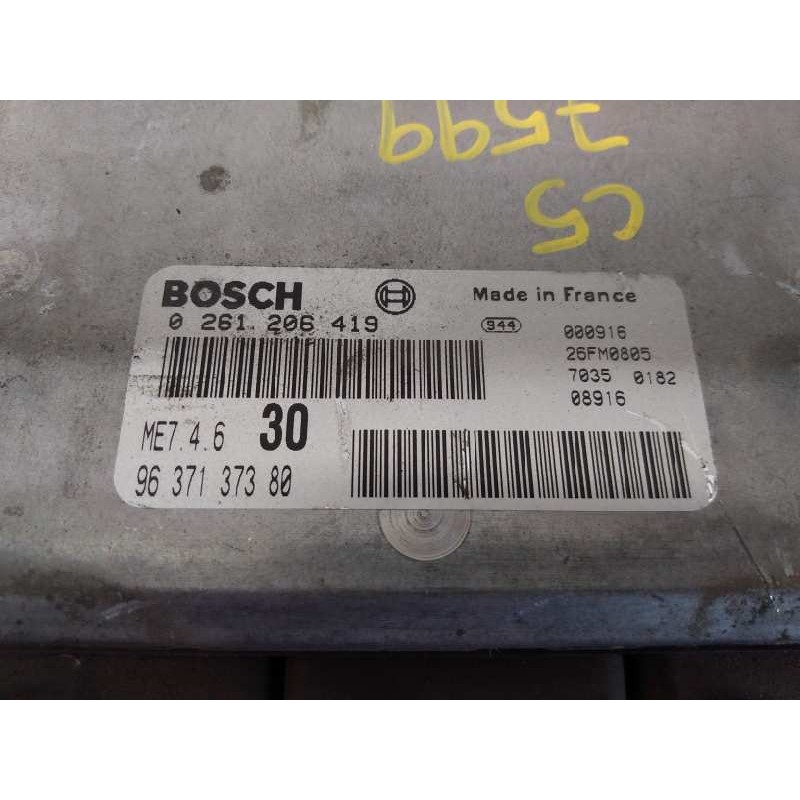 7599
C5
BOSCH Made in France
0 261 206 419 944 000916
26FM0805
7035 0182
08916
ME7.4.6 30
96 371 373 80